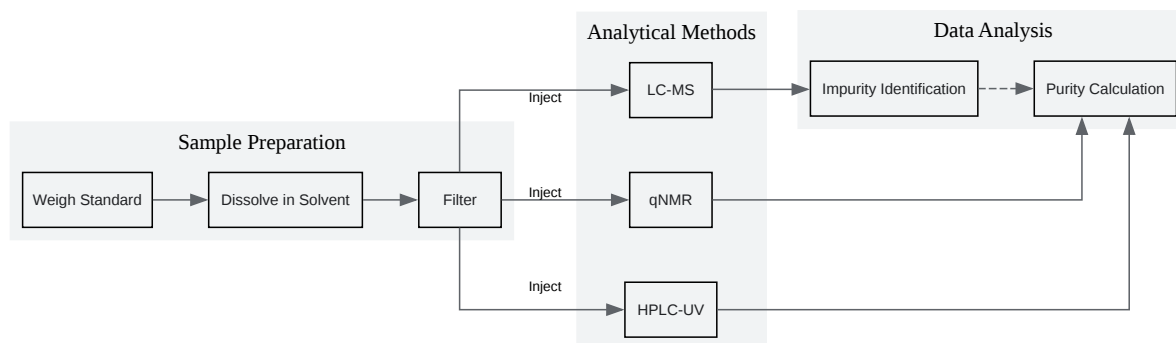 Analytical Methods
Data Analysis
LC-MS
Impurity Identification
Purity Calculation
Inject
Sample Preparation
Weigh Standard
Dissolve in Solvent
Filter
Inject
qNMR
Inject
HPLC-UV